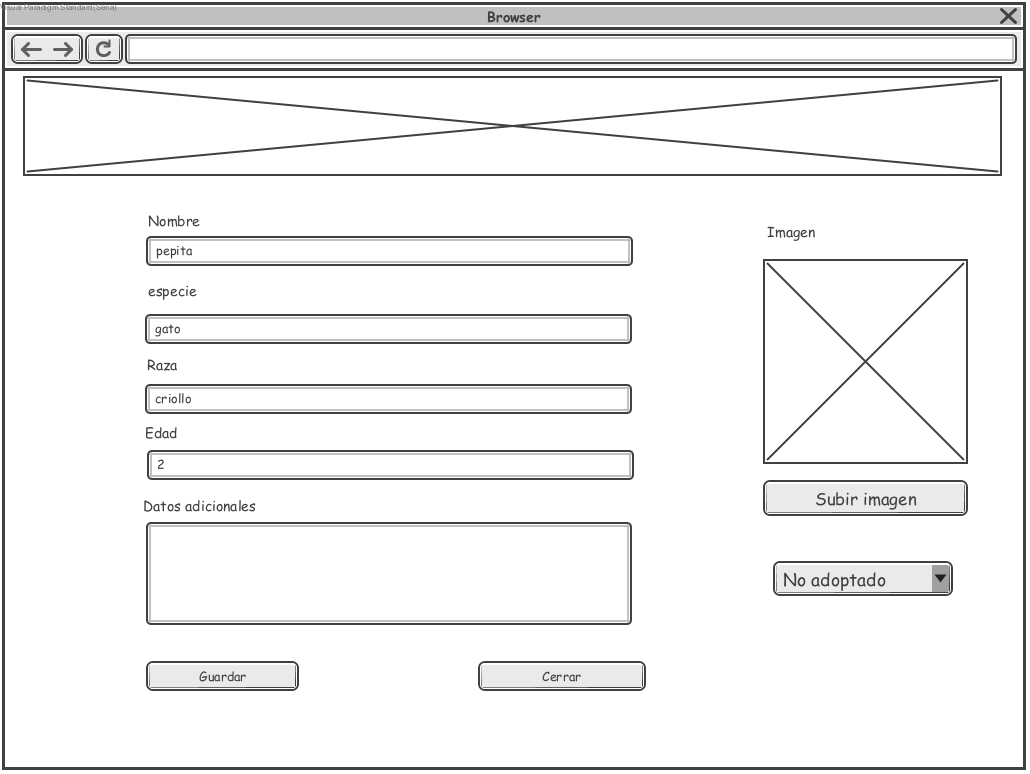 Visual Paradigm Standard(Sena)
Browser
Nombre
pepita
especie
gato
Raza
criollo
Edad
2
Datos adicionales
Guardar
Cerrar
Imagen
Subir imagen
No adoptado